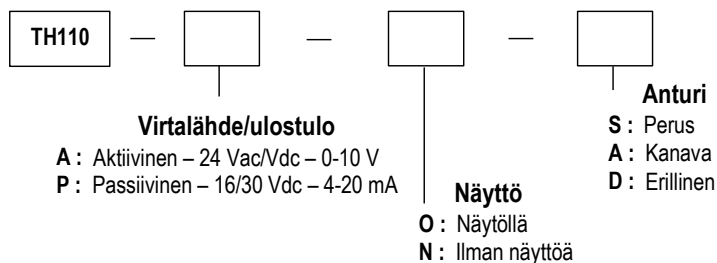 TH110 — — —
Virtalähde/ulostulo
A : Aktiivinen – 24 Vac/Vdc – 0-10 V
P : Passiivinen – 16/30 Vdc – 4-20 mA
Näyttö
O : Näytöllä
N : Ilman näyttöä
Anturi
S : Perus
A : Kanava
D : Erillinen